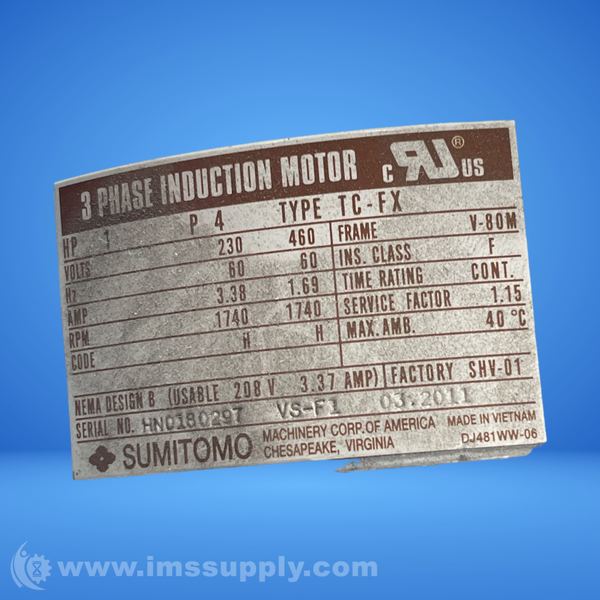 3 PHASE INDUCTION MOTOR c RU ® US
HP 1 P 4 TYPE TC-FX
VOLTS 230 460 FRAME V-80M
Hz 60 60 INS. CLASS F
AMP 3.38 1.69 TIME RATING CONT.
RPM 1740 1740 SERVICE FACTOR 1.15
CODE H H MAX. AMB. 40 °C
NEMA DESIGN B (USABLE 208 V 3.37 AMP) FACTORY SHV-01
SERIAL NO. HN0180297 VS-F1 03.2011
SUMITOMO MACHINERY CORP. OF AMERICA MADE IN VIETNAM
CHESAPEAKE, VIRGINIA DJ481WW-06
www.imssupply.com